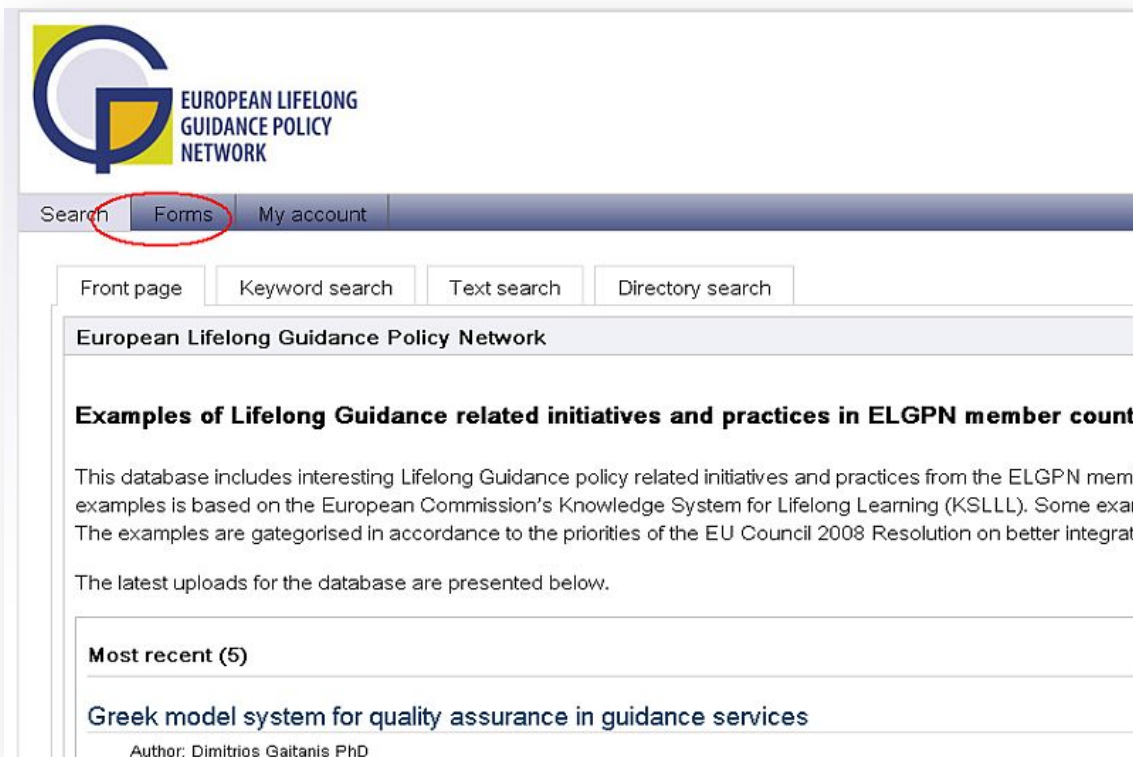 EUROPEAN LIFELONG
GUIDANCE POLICY
NETWORK
Search Forms My account
Front page Keyword search Text search Directory search
European Lifelong Guidance Policy Network
Examples of Lifelong Guidance related initiatives and practices in ELGPN member count
This database includes interesting Lifelong Guidance policy related initiatives and practices from the ELGPN mem
examples is based on the European Commission's Knowledge System for Lifelong Learning (KSLLL). Some exa
The examples are gategorised in accordance to the priorities of the EU Council 2008 Resolution on better integrat
The latest uploads for the database are presented below.
Most recent (5)
Greek model system for quality assurance in guidance services
Author: Dimitrios Gaitanis PhD